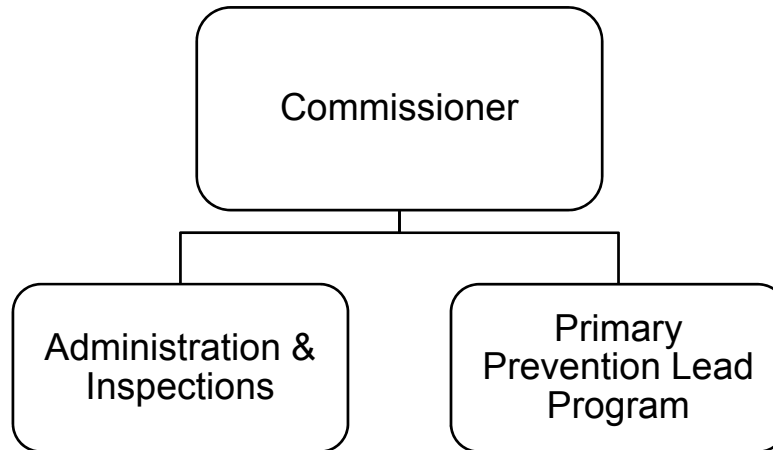 Commissioner
Administration &
Inspections
Primary
Prevention Lead
Program